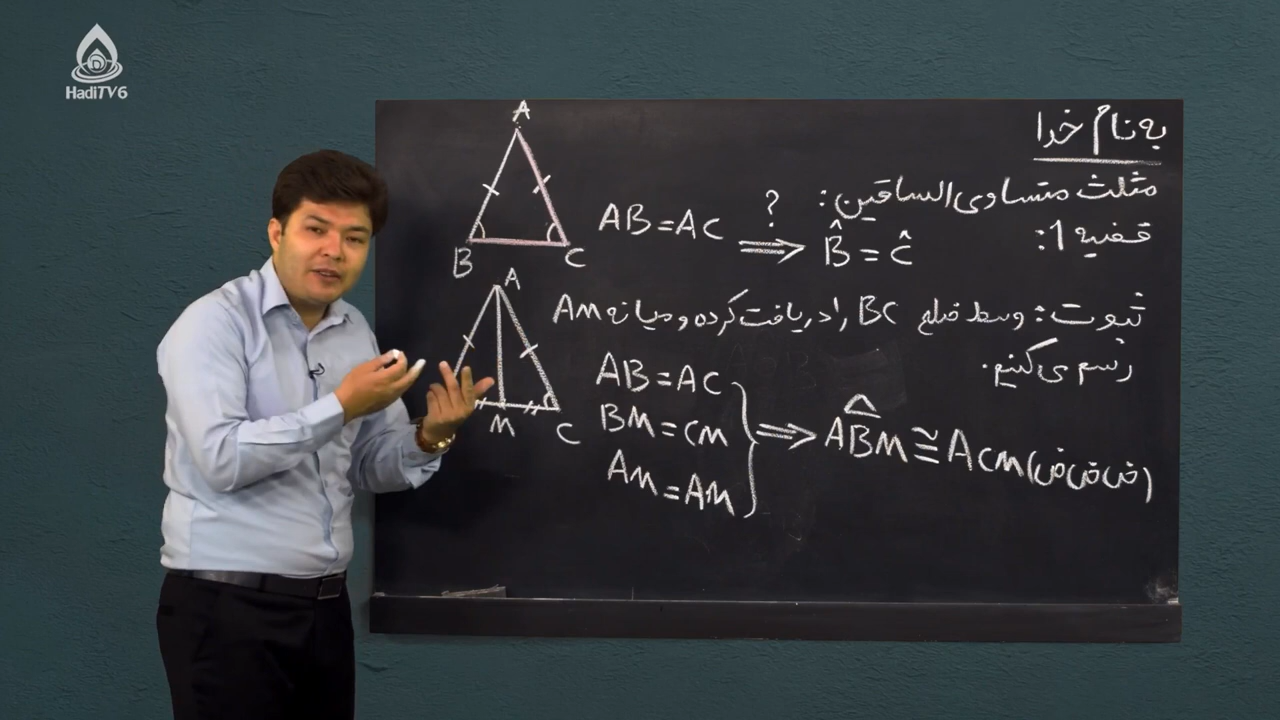 HadiTV6
به نام خدا
مثلث متساوی الساقین:
قضیه 1:
AB = AC ⇒ B̂ = Ĉ
?
A
B
C
ثبوت: وسط ضلع BC را دریافت کرده و میانه AM
رسم می کنیم.
A
M
C
AB = AC
BM = CM
AM = AM
⇒ ABM ≅ ACM (ض ض ض)